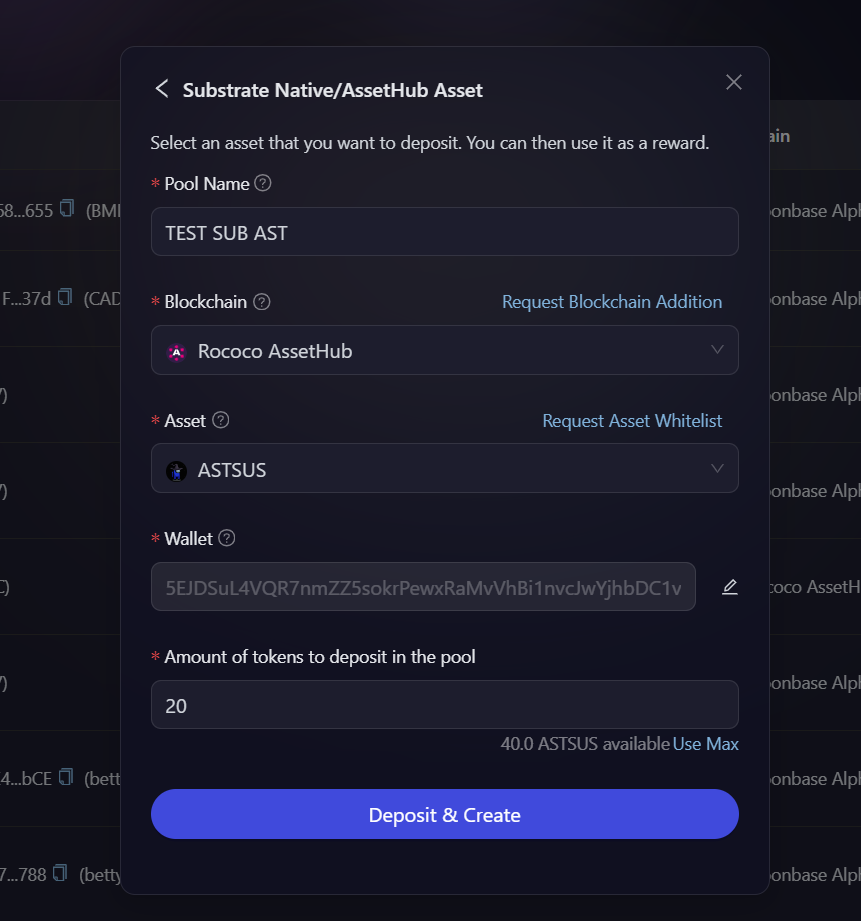 Substrate Native/AssetHub Asset
Select an asset that you want to deposit. You can then use it as a reward.
* Pool Name
TEST SUB AST
* Blockchain Request Blockchain Addition
Rococo AssetHub
* Asset Request Asset Whitelist
ASTSUS
* Wallet
5EJDSuL4VQR7nmZZ5sokrPewxRaMvVhBi1nvcJwYjhbDC1v
* Amount of tokens to deposit in the pool
20
40.0 ASTSUS available Use Max
Deposit & Create
ain
68...655 (BMI onbase Alph
F...37d (CAD onbase Alph
onbase Alph
onbase Alph
coco AssetH
onbase Alph
4...bCE (bett onbase Alph
7...788 (betty onbase Alph